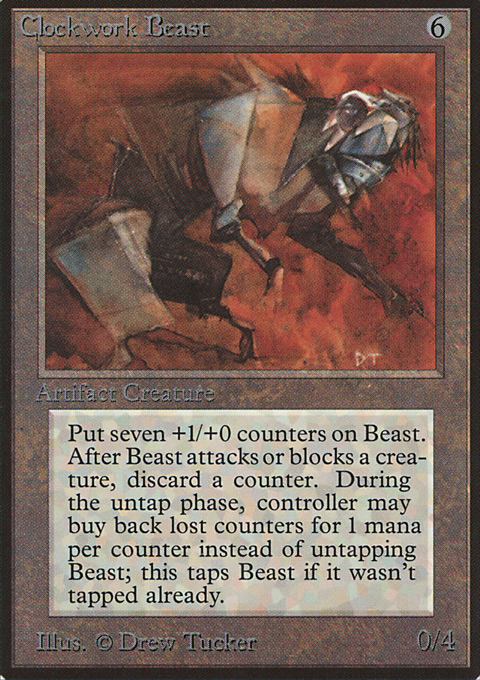 Clockwork Beast 6
D/T
Artifact Creature
Put seven +1/+0 counters on Beast.
After Beast attacks or blocks a crea-
ture, discard a counter. During
the untap phase, controller may
buy back lost counters for 1 mana
per counter instead of untapping
Beast; this taps Beast if it wasn't
tapped already.
Illus. © Drew Tucker 0/4